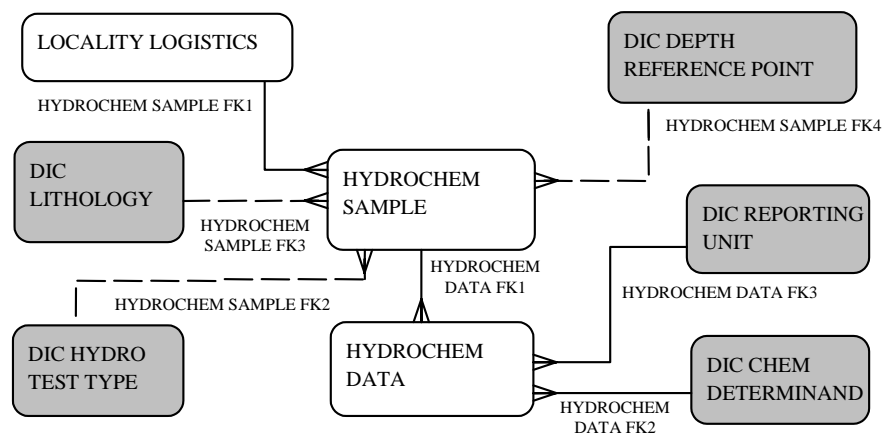 LOCALITY LOGISTICS
DIC DEPTH
REFERENCE POINT
HYDROCHEM SAMPLE FK1
HYDROCHEM SAMPLE FK4
DIC
LITHOLOGY
HYDROCHEM
SAMPLE
HYDROCHEM
SAMPLE FK3
DIC REPORTING
UNIT
HYDROCHEM
DATA FK1
HYDROCHEM SAMPLE FK2
HYDROCHEM DATA FK3
DIC HYDRO
TEST TYPE
HYDROCHEM
DATA
DIC CHEM
DETERMINAND
HYDROCHEM
DATA FK2